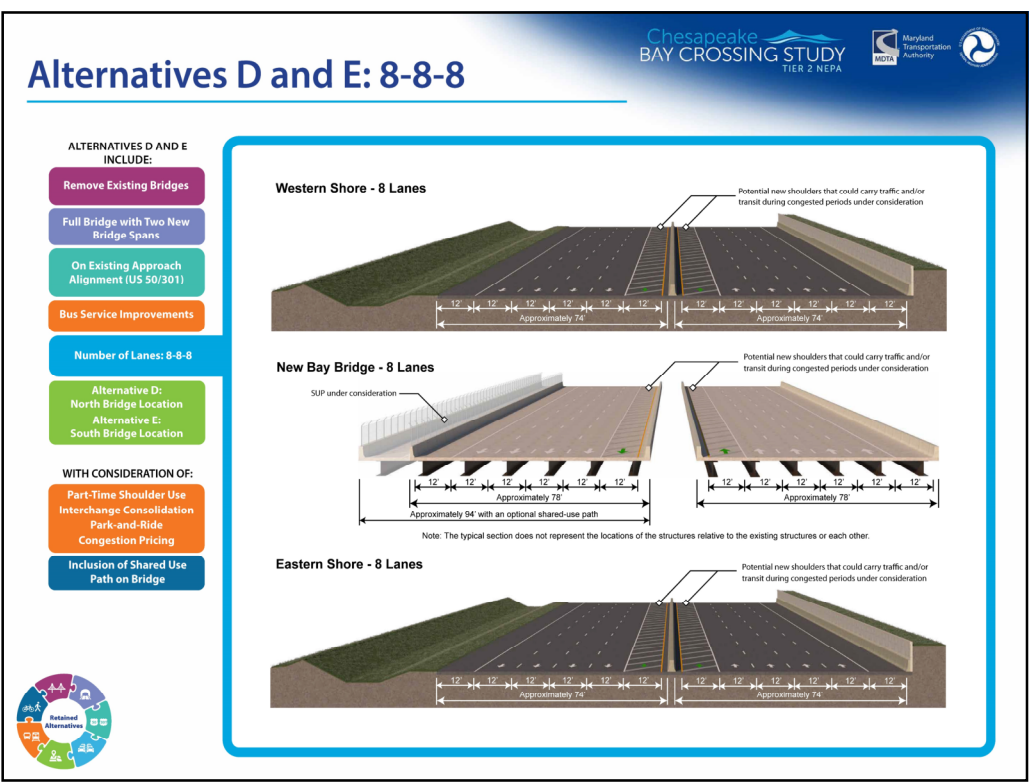 Chesapeake
BAY CROSSING STUDY
TIER 2 NEPA
MDTA
Maryland
Transportation
Authority
Alternatives D and E: 8-8-8
ALTERNATIVES D AND E
INCLUDE:
Remove Existing Bridges
Full Bridge with Two New
Bridge Spans
On Existing Approach
Alignment (US 50/301)
Bus Service Improvements
Number of Lanes: 8-8-8
Alternative D:
North Bridge Location
Alternative E:
South Bridge Location
WITH CONSIDERATION OF:
Part-Time Shoulder Use
Interchange Consolidation
Park-and-Ride
Congestion Pricing
Inclusion of Shared Use
Path on Bridge
Retained
Alternatives
Western Shore - 8 Lanes
Potential new shoulders that could carry traffic and/or
transit during congested periods under consideration
12' 12' 12' 12' 12' 12' 12' 12' 12' 12' 12' 12'
Approximately 74' Approximately 74'
New Bay Bridge - 8 Lanes
Potential new shoulders that could carry traffic and/or
transit during congested periods under consideration
SUP under consideration
12' 12' 12' 12' 12' 12' 12' 12' 12' 12' 12' 12'
Approximately 78' Approximately 78'
Approximately 94' with an optional shared-use path
Note: The typical section does not represent the locations of the structures relative to the existing structures or each other.
Eastern Shore - 8 Lanes
Potential new shoulders that could carry traffic and/or
transit during congested periods under consideration
12' 12' 12' 12' 12' 12' 12' 12' 12' 12' 12' 12'
Approximately 74' Approximately 74'